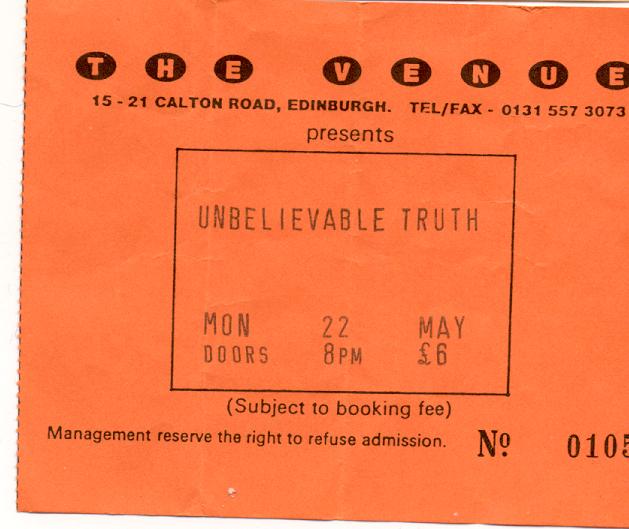 THE VENUE
15 - 21 CALTON ROAD, EDINBURGH. TEL/FAX - 0131 557 3073
presents
UNBELIEVABLE TRUTH
MON 22 MAY
DOORS 8PM £6
(Subject to booking fee)
Management reserve the right to refuse admission. Nº 0105